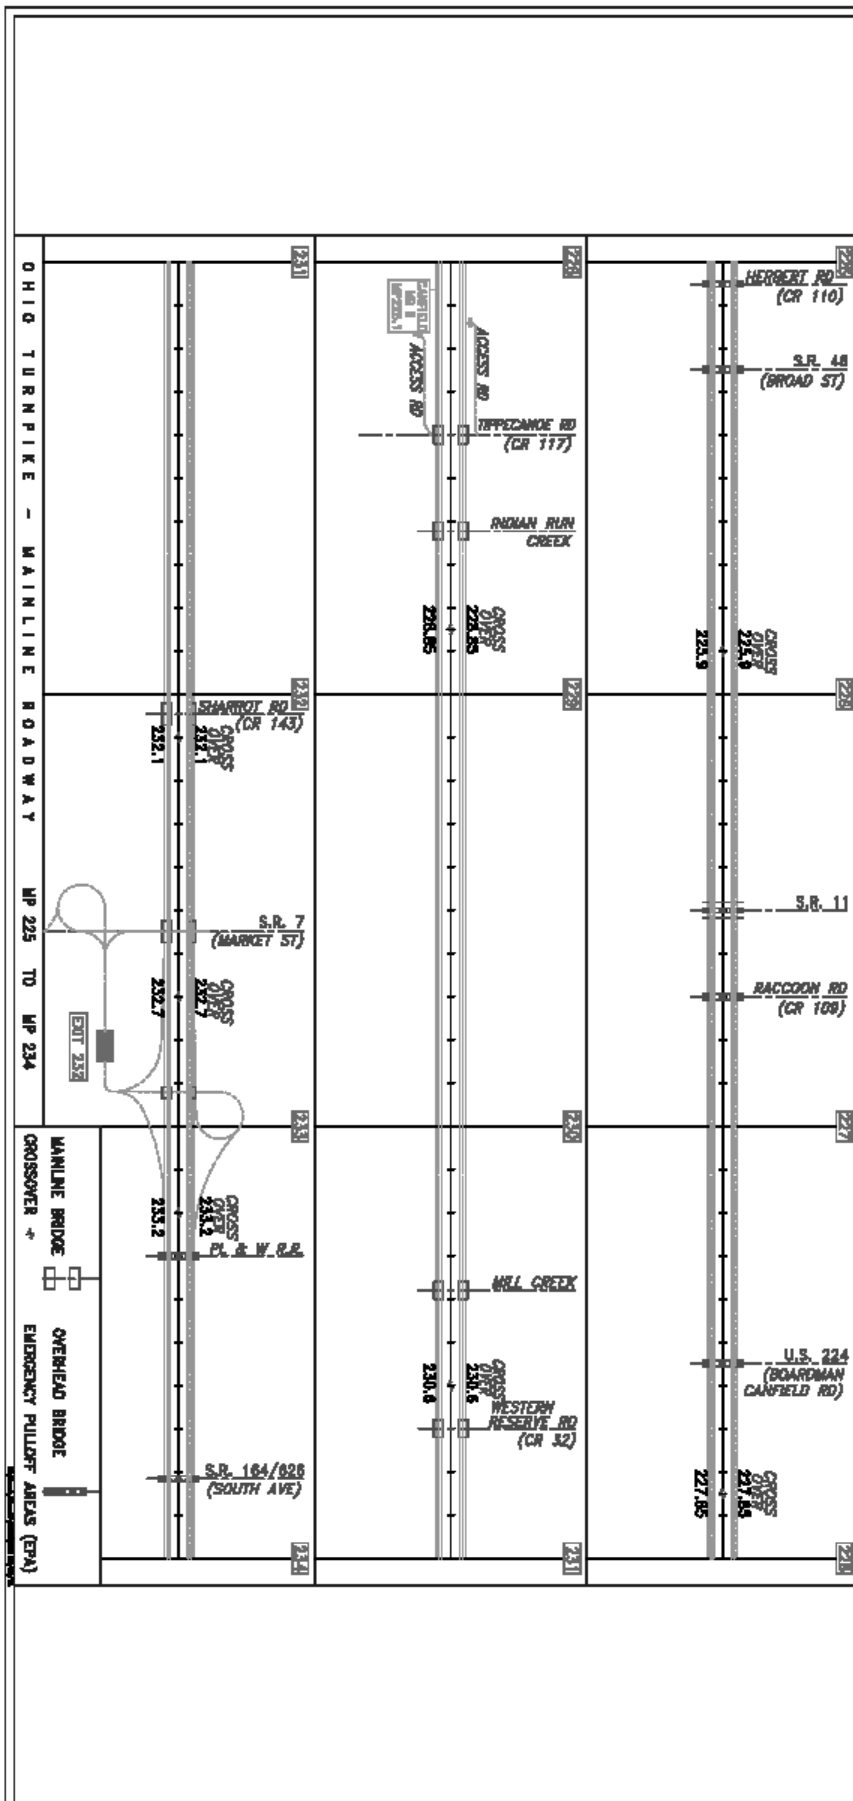 225
HERBERT RD
(CR 110)
S.R. 46
(BROAD ST)
CROSS
OVER
225.9
225.9
226
S.R. 11
RACCOON RD
(CR 109)
227
U.S. 224
(BOARDMAN
CANFIELD RD)
CROSS
OVER
227.85
227.85
228
228
CANFIELD
MP228.1
ACCESS RD
ACCESS RD
TIPPECANOE RD
(CR 117)
INDIAN RUN
CREEK
CROSS
OVER
228.85
228.85
229
230
MILL CREEK
CROSS
OVER
230.6
230.6
WESTERN
RESERVE RD
(CR 32)
231
231
232
SHARROT RD
(CR 143)
CROSS
OVER
232.1
232.1
S.R. 7
(MARKET ST)
CROSS
OVER
232.7
232.7
EXIT 232
233
CROSS
OVER
233.2
233.2
P.L. & W R.R.
S.R. 164/626
(SOUTH AVE)
234
OHIO TURNPIKE - MAINLINE ROADWAY MP 225 TO MP 234
MAINLINE BRIDGE
OVERHEAD BRIDGE
CROSSOVER
EMERGENCY PULLOFF AREAS (EPA)